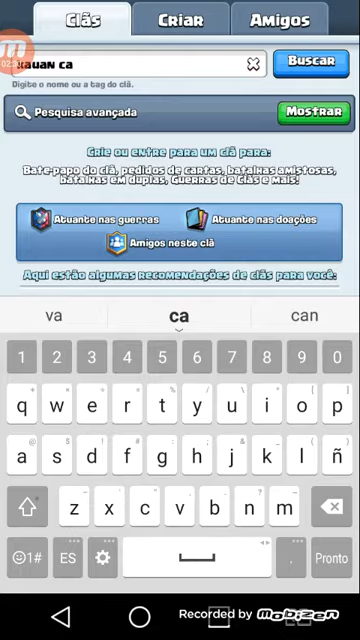 Clãs
Criar
Amigos
Kauan ca
Buscar
Digite o nome ou a tag do clã.
Pesquisa avançada
Mostrar
Crie ou entre para um clã para:
Bate-papo do clã, pedidos de cartas, batalhas amistosas,
batalhas em duplas, Guerras de Clãs e mais!
Atuante nas guerras
Atuante nas doações
Amigos neste clã
Aqui estão algumas recomendações de clãs para você:
va
ca
can
1 2 3 4 5 6 7 8 9 0
q w e r t y u i o p
a s d f g h j k l ñ
z x c v b n m
1#
ES
.
Pronto
Recorded by Mobizen